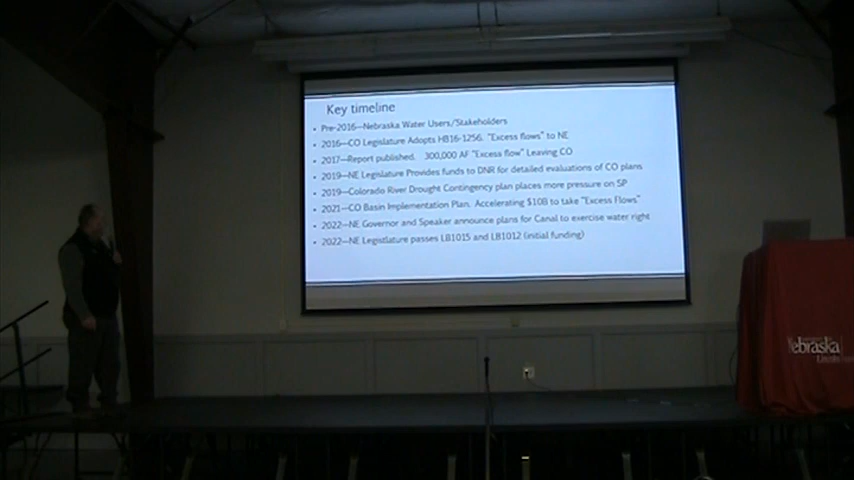 Key timeline
• Pre-2016—Nebraska Water Users/Stakeholders
• 2016—CO Legislature Adopts HB16-1256. "Excess flows" to NE
• 2017—Report published. 300,000 AF "Excess flow" Leaving CO
• 2019—NE Legislature Provides funds to DNR for detailed evaluations of CO plans
• 2019—Colorado River Drought Contingency plan places more pressure on SP
• 2021—CO Basin Implementation Plan. Accelerating $10B to take "Excess Flows"
• 2022—NE Governor and Speaker announce plans for Canal to exercise water right
• 2022—NE Legislature passes LB1015 and LB1012 (initial funding)
Nebraska
Lincoln